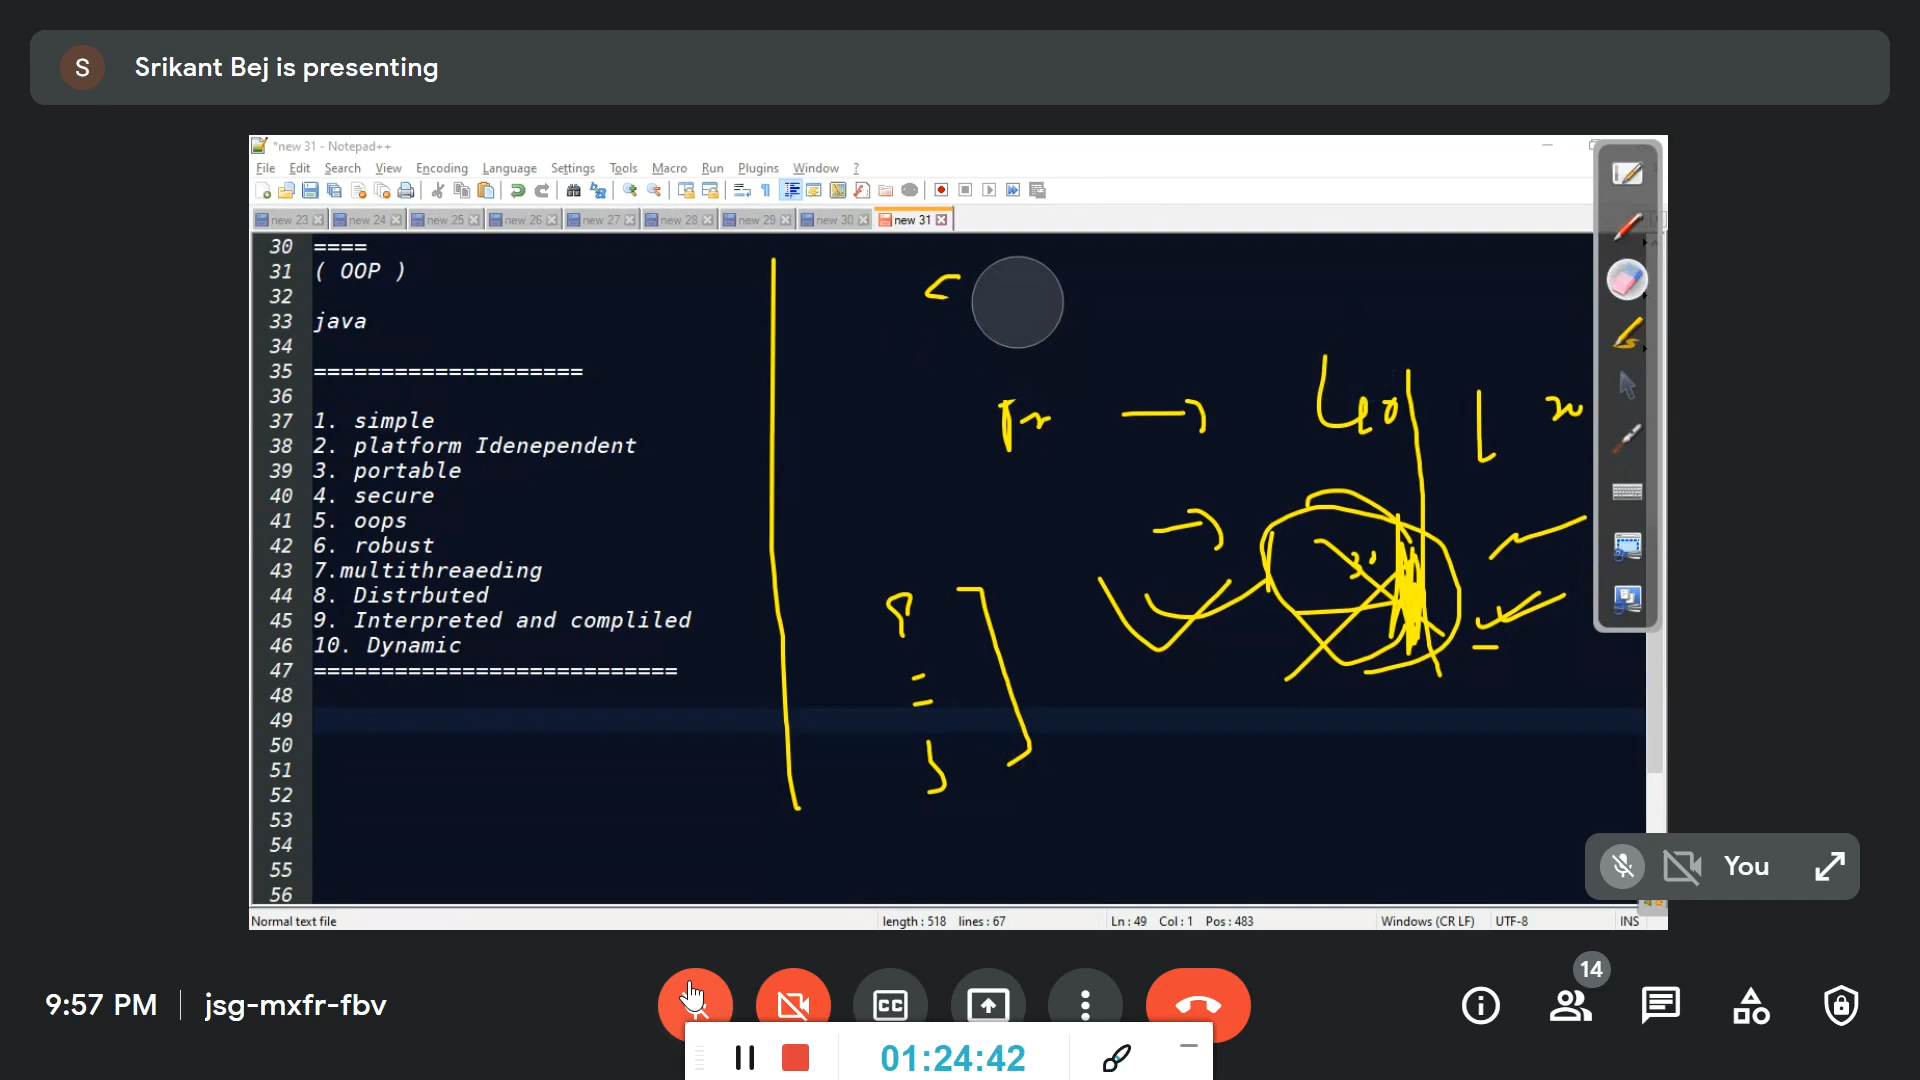 S Srikant Bej is presenting
*new 31 - Notepad++
File Edit Search View Encoding Language Settings Tools Macro Run Plugins Window ?
new 23 new 24 new 25 new 26 new 27 new 28 new 29 new 30 new 31
30 ====
31 ( OOP )
32
33 java
34
35 ====================
36
37 1. simple
38 2. platform Idenependent
39 3. portable
40 4. secure
41 5. oops
42 6. robust
43 7.multithreaeding
44 8. Distrbuted
45 9. Interpreted and compliled
46 10. Dynamic
47 ===========================
48
49
50
51
52
53
54
55
56
You
Normal text file length : 518 lines : 67 Ln : 49 Col : 1 Pos : 483 Windows (CR LF) UTF-8 INS
14
9:57 PM | jsg-mxfr-fbv
CC
01:24:42